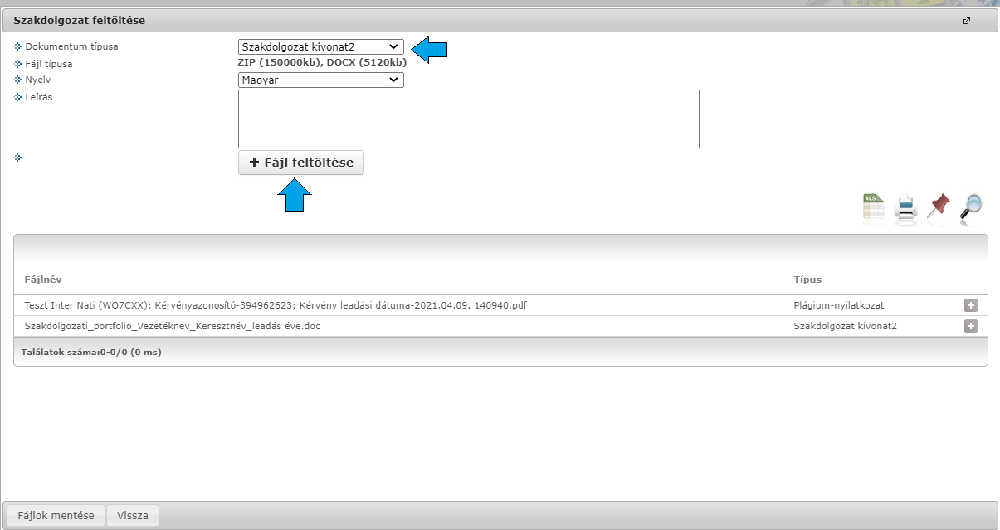 Szakdolgozat feltöltése
Dokumentum típusa Szakdolgozat kivonat2
Fájl típusa ZIP (150000kb), DOCX (5120kb)
Nyelv Magyar
Leírás
+ Fájl feltöltése
XLS
Fájlnév Típus
Teszt Inter Nati (WO7CXX); Kérvényazonosító-394962623; Kérvény leadási dátuma-2021.04.09. 140940.pdf Plágium-nyilatkozat
Szakdolgozati_portfolio_Vezetéknév_Keresztnév_leadás éve.doc Szakdolgozat kivonat2
Találatok száma:0-0/0 (0 ms)
Fájlok mentése Vissza